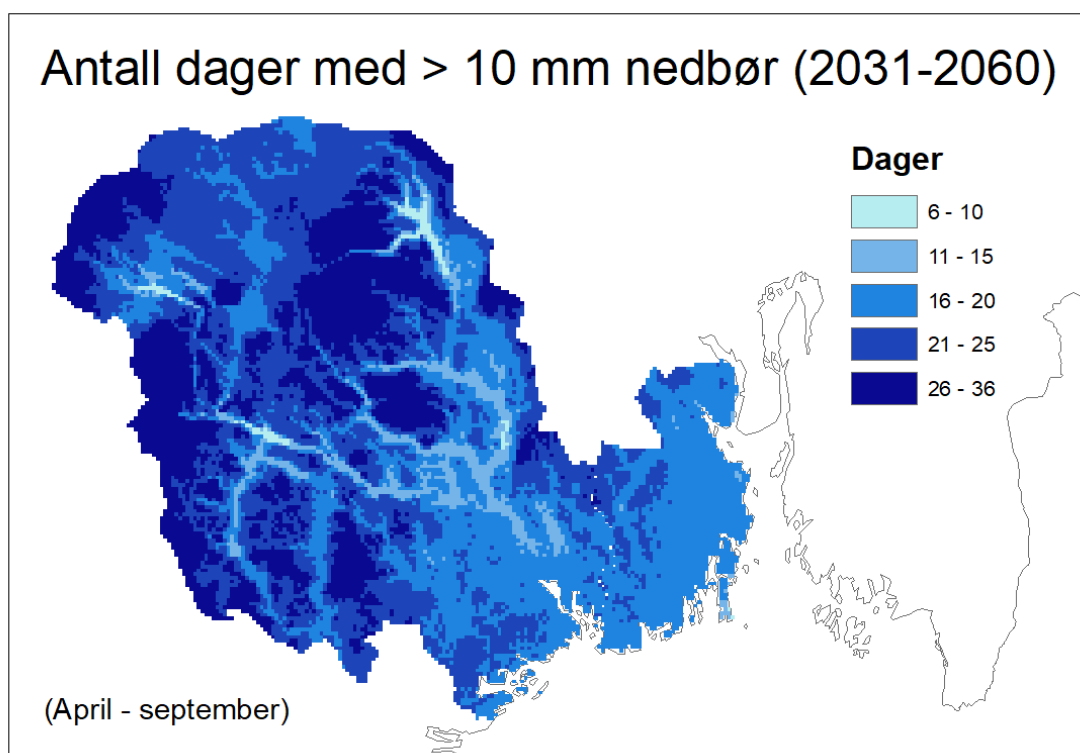 Antall dager med > 10 mm nedbør (2031-2060)
Dager
6 - 10
11 - 15
16 - 20
21 - 25
26 - 36
(April - september)